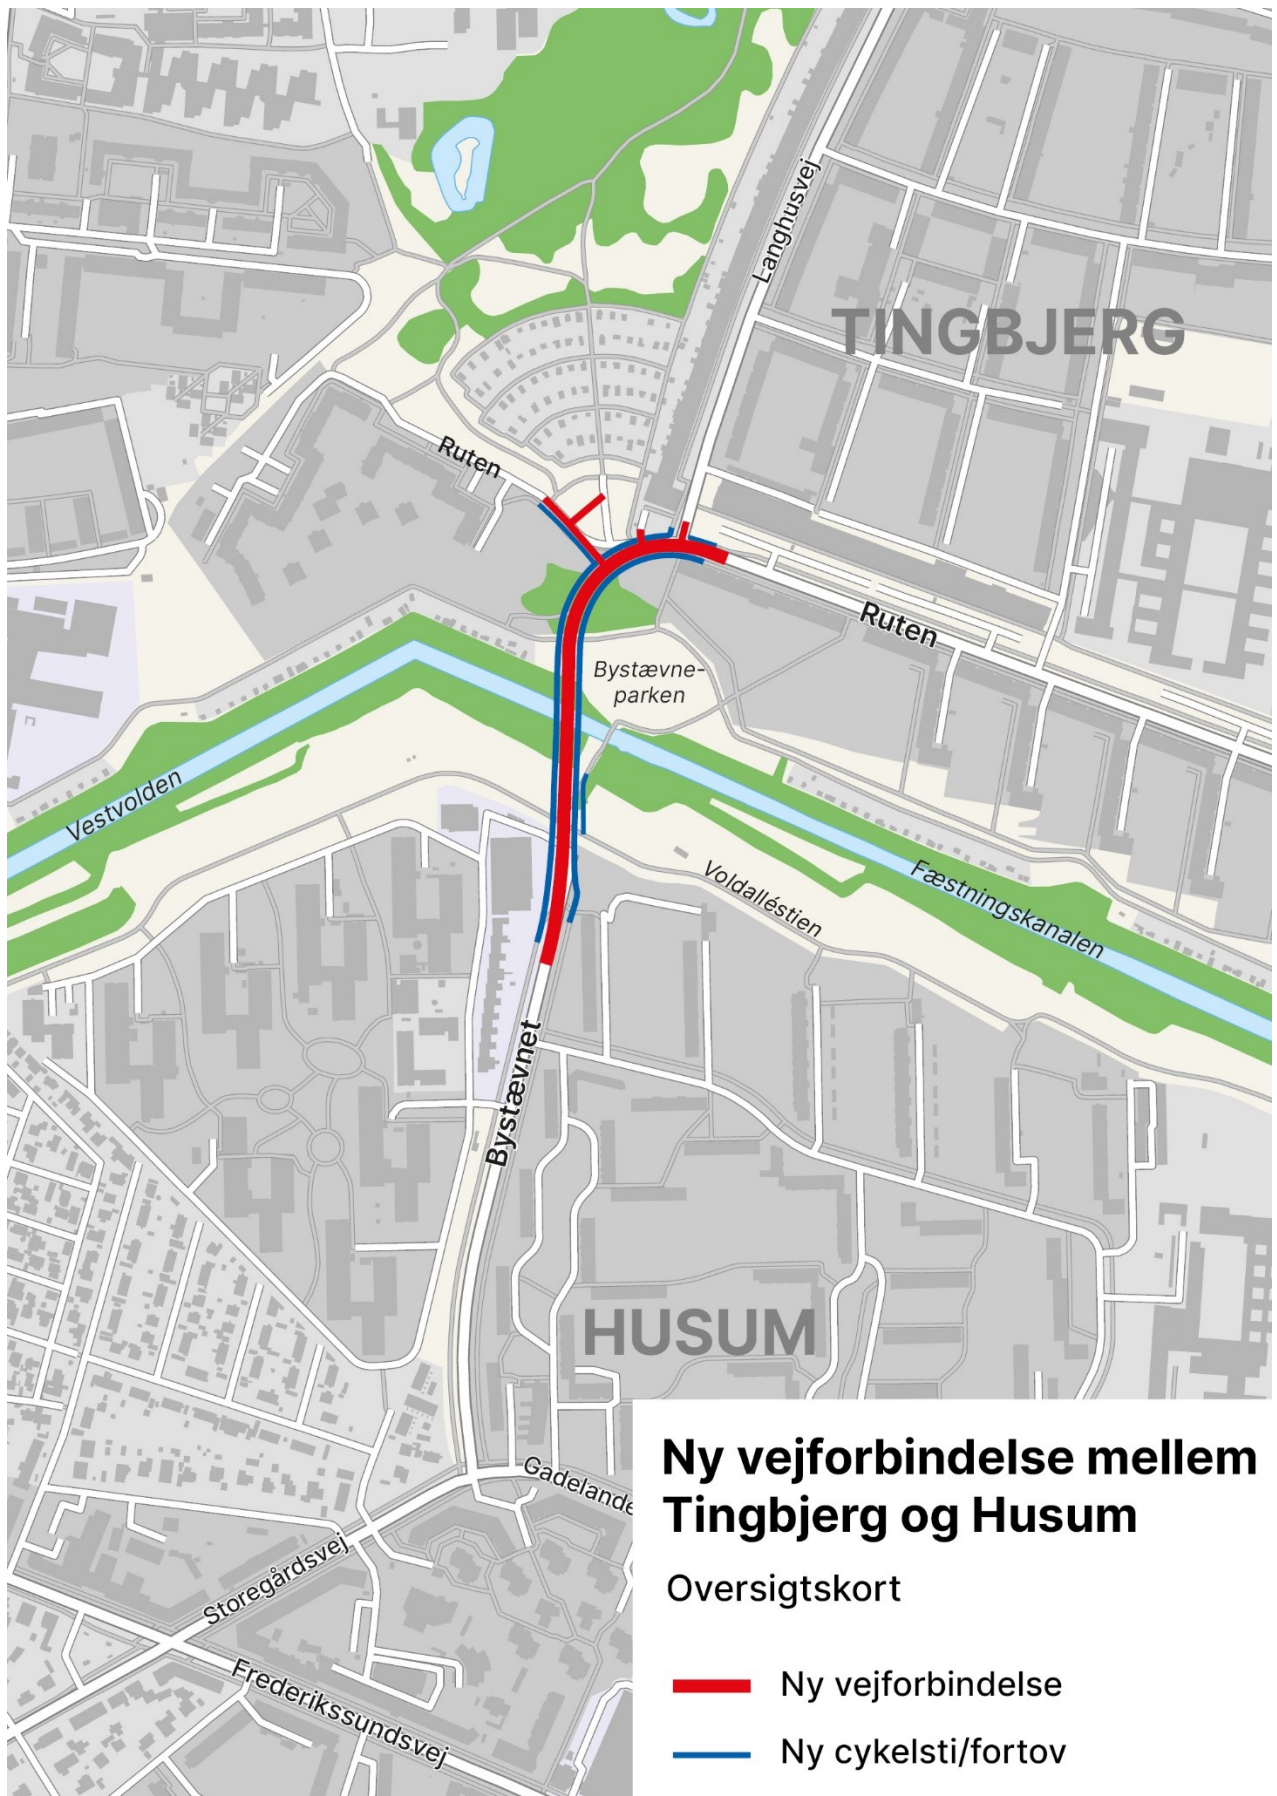 Langhusvej
TINGBJERG
Ruten
Ruten
Bystævne-
parken
Vestvolden
Voldalléstien
Fæstningskanalen
Bystævnet
HUSUM
Gadelande
Storegårdsvej
Frederikssundsvej
Ny vejforbindelse mellem
Tingbjerg og Husum
Oversigtskort
Ny vejforbindelse
Ny cykelsti/fortov